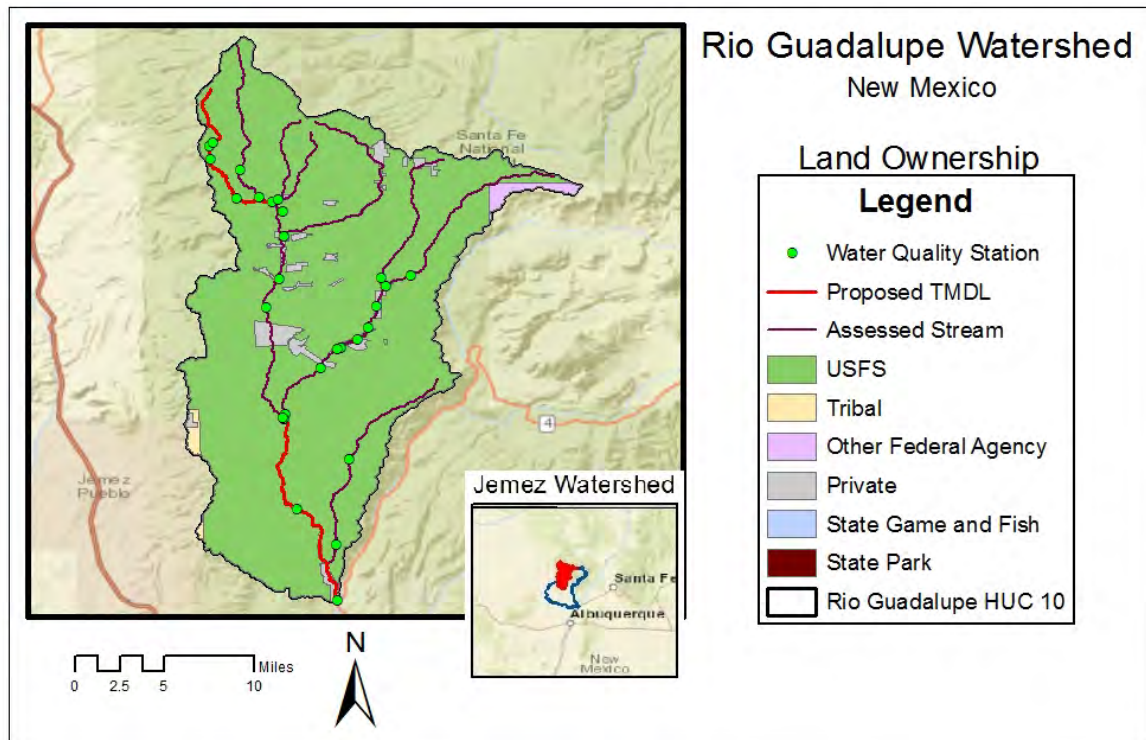 Rio Guadalupe Watershed
New Mexico
Land Ownership
Legend
Water Quality Station
Proposed TMDL
Assessed Stream
USFS
Tribal
Other Federal Agency
Private
State Game and Fish
State Park
Rio Guadalupe HUC 10
Santa Fe
National
4
Jemez
Pueblo
Jemez Watershed
Santa Fe
Albuquerque
New
Mexico
N
Miles
0 2.5 5 10